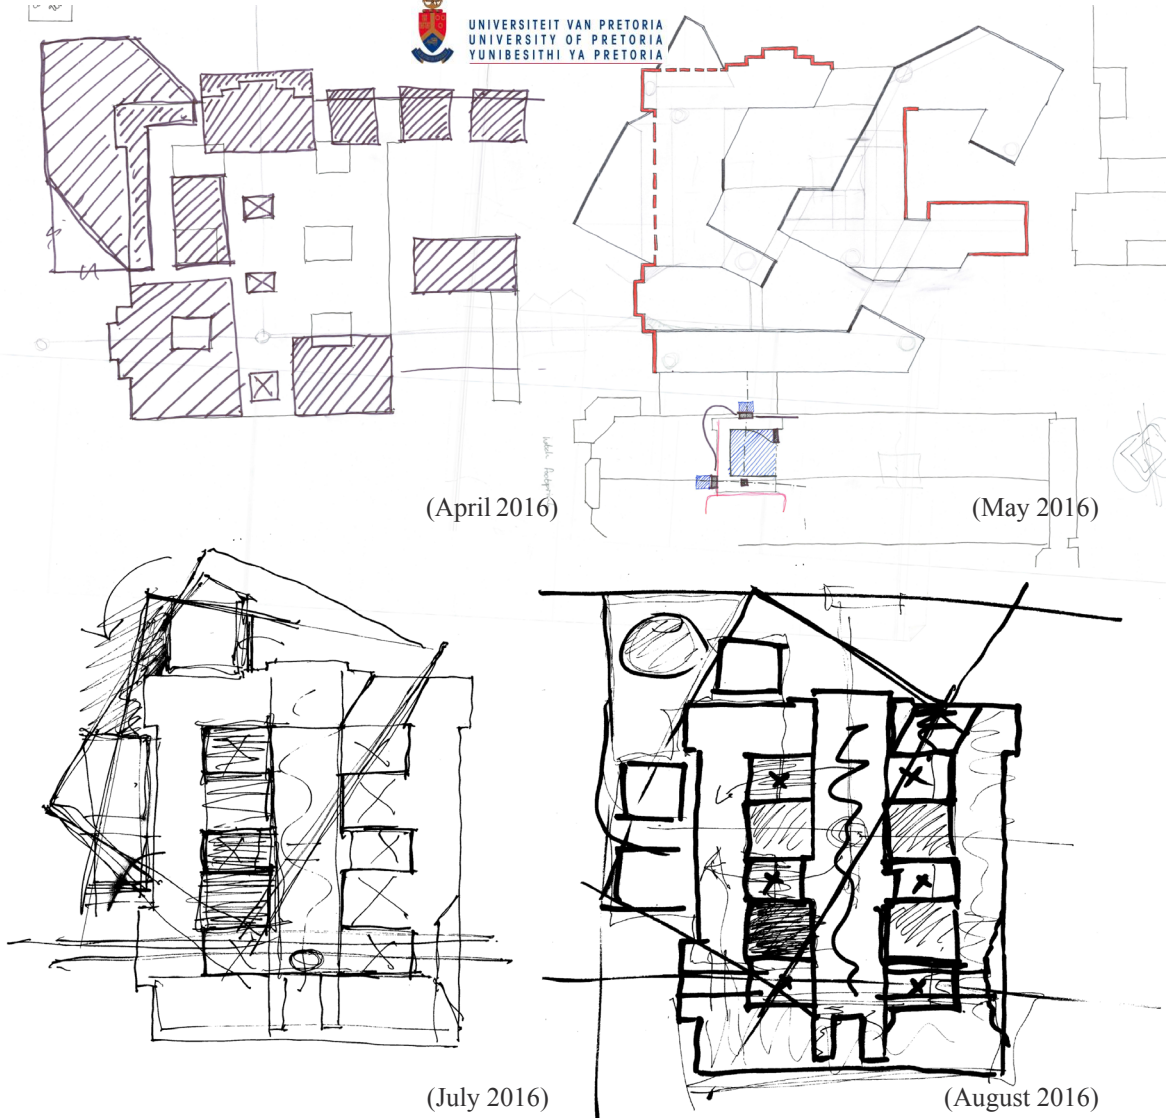 UNIVERSITEIT VAN PRETORIA
UNIVERSITY OF PRETORIA
YUNIBESITHI YA PRETORIA
(April 2016)
(May 2016)
(July 2016)
(August 2016)